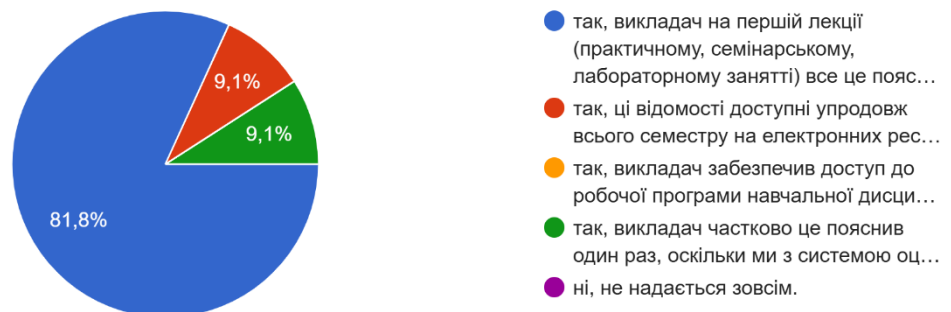 9,1%
9,1%
81,8%
так, викладач на першій лекції
(практичному, семінарському,
лабораторному занятті) все це пояс…
так, ці відомості доступні упродовж
всього семестру на електронних рес…
так, викладач забезпечив доступ до
робочої програми навчальної дисци…
так, викладач частково це пояснив
один раз, оскільки ми з системою оц…
ні, не надається зовсім.